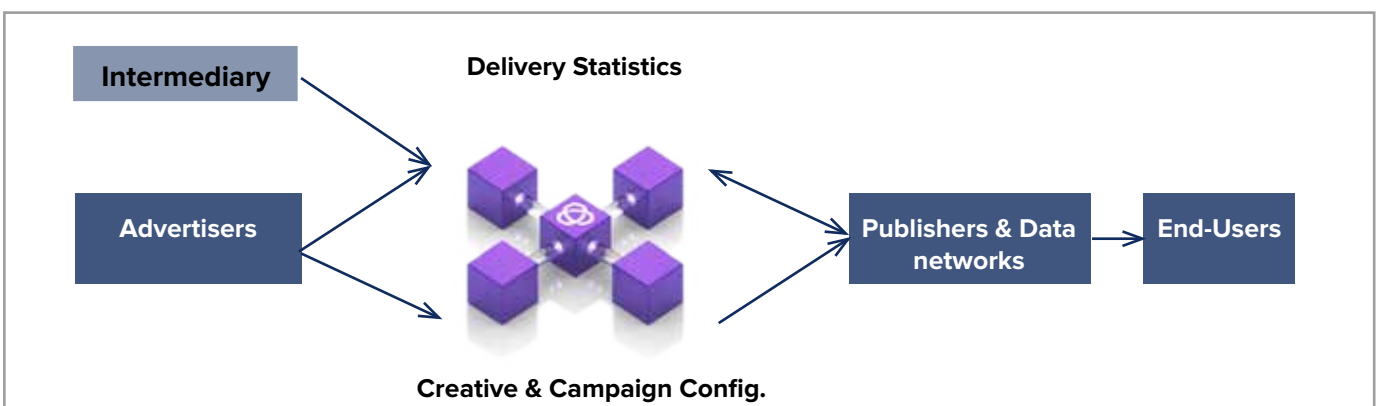 Intermediary
Delivery Statistics
Advertisers
Publishers & Data
networks
End-Users
Creative & Campaign Config.